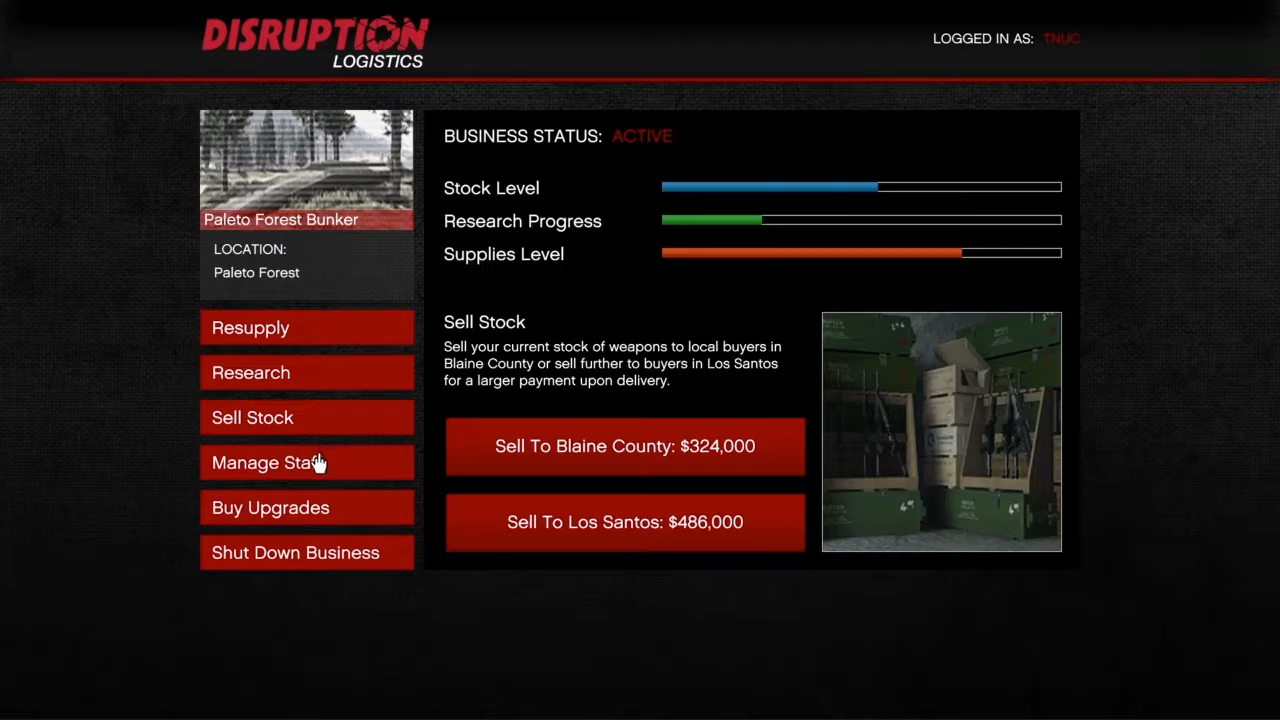 DISRUPTION
LOGISTICS
LOGGED IN AS: TNUC
Paleto Forest Bunker
LOCATION:
Paleto Forest
Resupply
Research
Sell Stock
Manage Staff
Buy Upgrades
Shut Down Business
BUSINESS STATUS: ACTIVE
Stock Level
Research Progress
Supplies Level
Sell Stock
Sell your current stock of weapons to local buyers in
Blaine County or sell further to buyers in Los Santos
for a larger payment upon delivery.
Sell To Blaine County: $324,000
Sell To Los Santos: $486,000